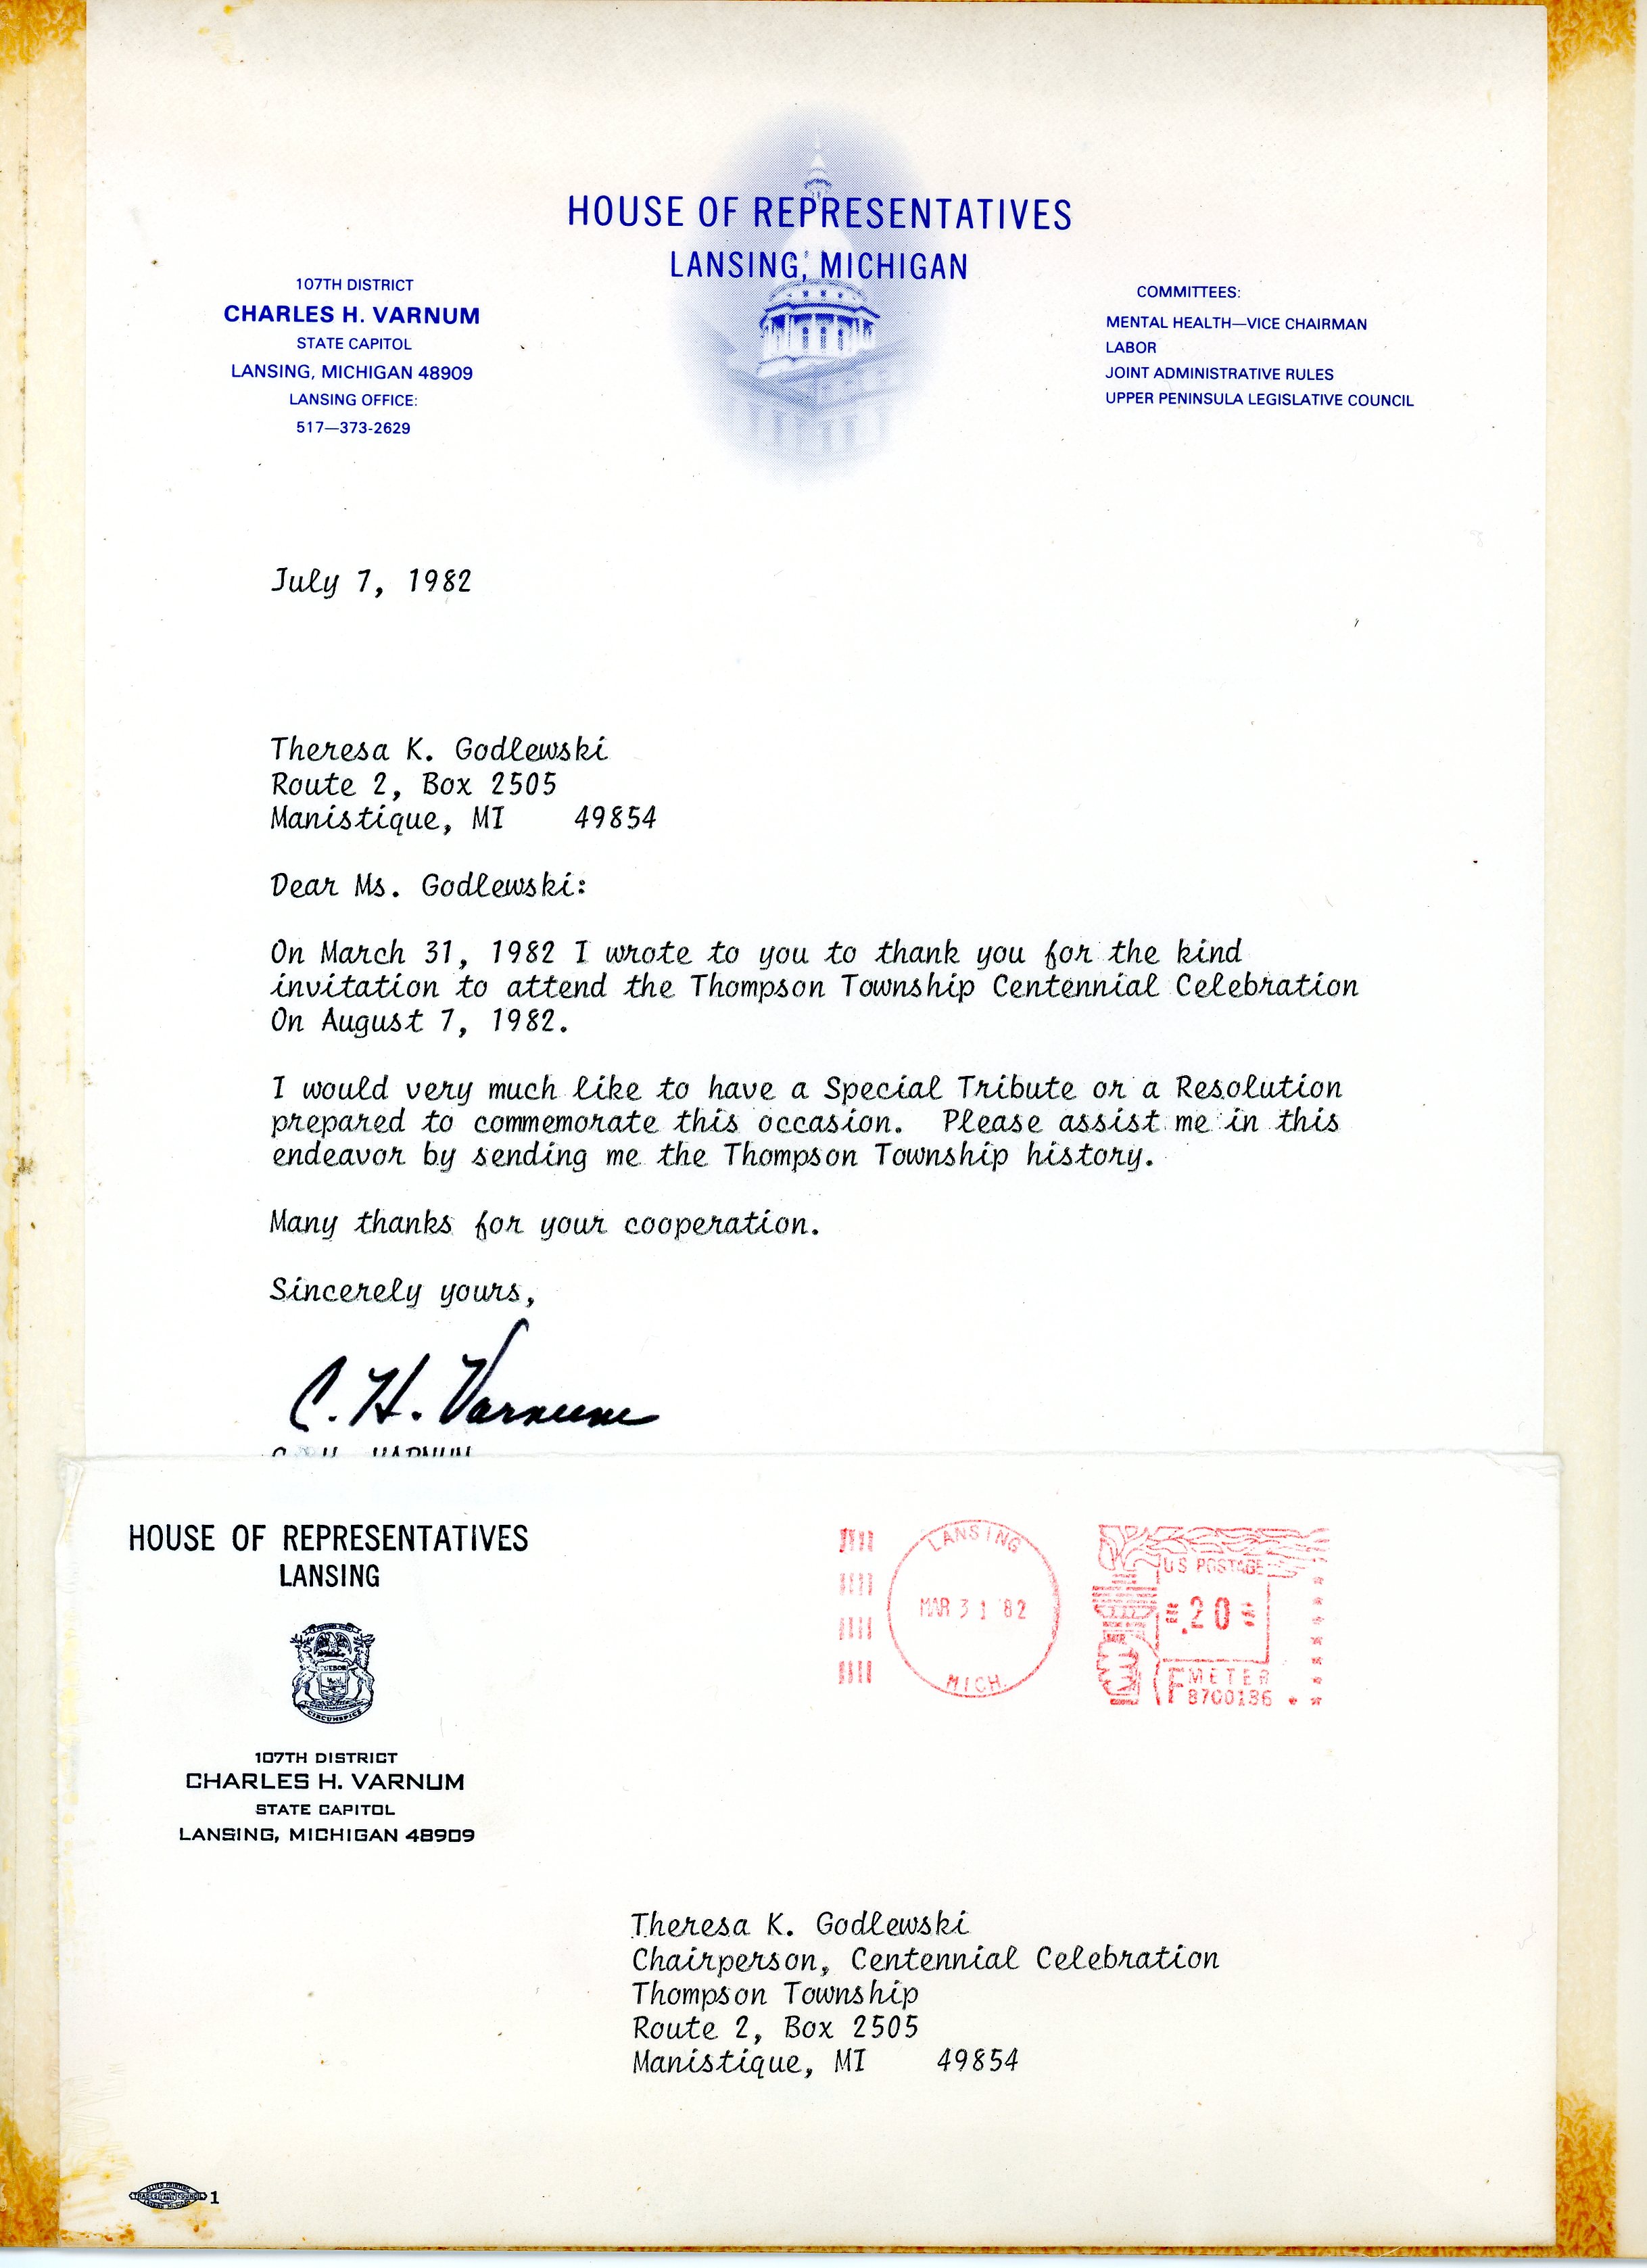 HOUSE OF REPRESENTATIVES
LANSING, MICHIGAN
107TH DISTRICT
CHARLES H. VARNUM
STATE CAPITOL
LANSING, MICHIGAN 48909
LANSING OFFICE:
517—373-2629
COMMITTEES:
MENTAL HEALTH—VICE CHAIRMAN
LABOR
JOINT ADMINISTRATIVE RULES
UPPER PENINSULA LEGISLATIVE COUNCIL
July 7, 1982
Theresa K. Godlewski
Route 2, Box 2505
Manistique, MI 49854
Dear Ms. Godlewski:
On March 31, 1982 I wrote to you to thank you for the kind
invitation to attend the Thompson Township Centennial Celebration
On August 7, 1982.
I would very much like to have a Special Tribute or a Resolution
prepared to commemorate this occasion. Please assist me in this
endeavor by sending me the Thompson Township history.
Many thanks for your cooperation.
Sincerely yours,
C. H. Varnum
C. H. VARNUM
HOUSE OF REPRESENTATIVES
LANSING
TUEBOR
CIRCUMSPICE
107TH DISTRICT
CHARLES H. VARNUM
STATE CAPITOL
LANSING, MICHIGAN 48909
LANSING
MAR 31 '82
MICH.
US POSTAGE
.20
F METER
8700136
Theresa K. Godlewski
Chairperson, Centennial Celebration
Thompson Township
Route 2, Box 2505
Manistique, MI 49854
1